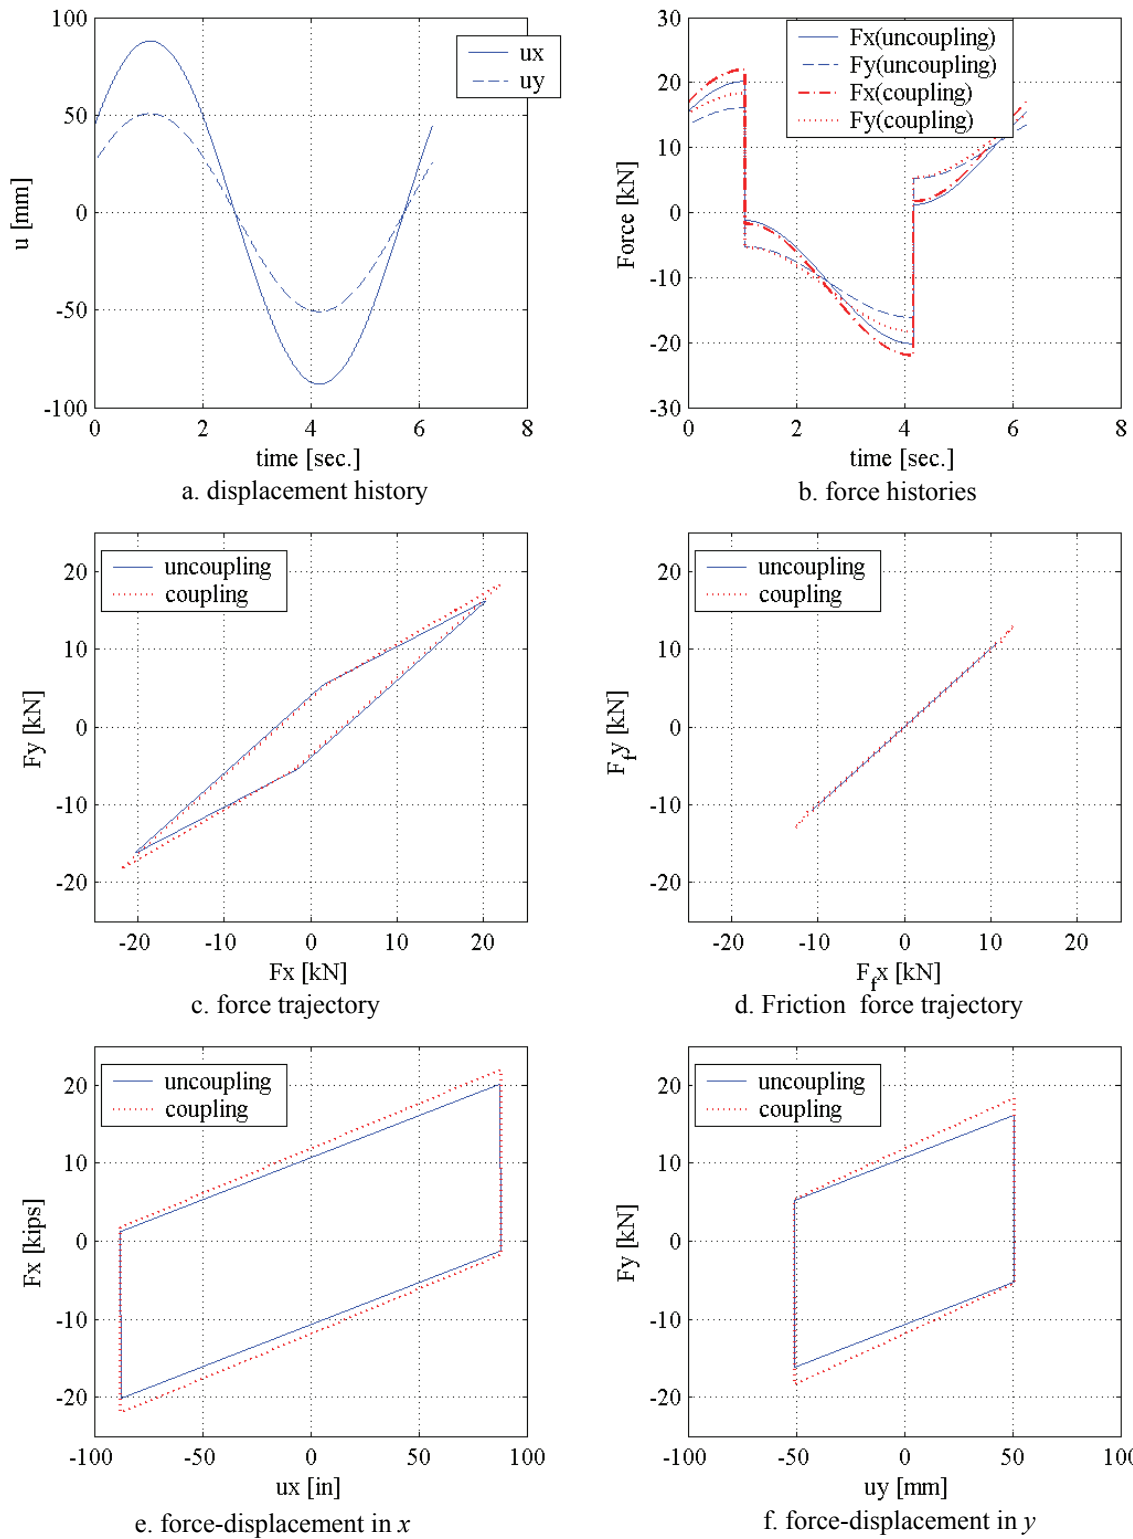 100
50
0
-50
-100
u [mm]
ux
uy
0 2 4 6 8
time [sec.]
a. displacement history
30
20
10
0
-10
-20
-30
Force [kN]
Fx(uncoupling)
Fy(uncoupling)
Fx(coupling)
Fy(coupling)
0 2 4 6 8
time [sec.]
b. force histories
20
10
0
-10
-20
Fy [kN]
uncoupling
coupling
-20 -10 0 10 20
Fx [kN]
c. force trajectory
20
10
0
-10
-20
Ffy [kN]
uncoupling
coupling
-20 -10 0 10 20
Ffx [kN]
d. Friction force trajectory
20
10
0
-10
-20
Fx [kips]
uncoupling
coupling
-100 -50 0 50 100
ux [in]
e. force-displacement in x
20
10
0
-10
-20
Fy [kN]
uncoupling
coupling
-100 -50 0 50 100
uy [mm]
f. force-displacement in y